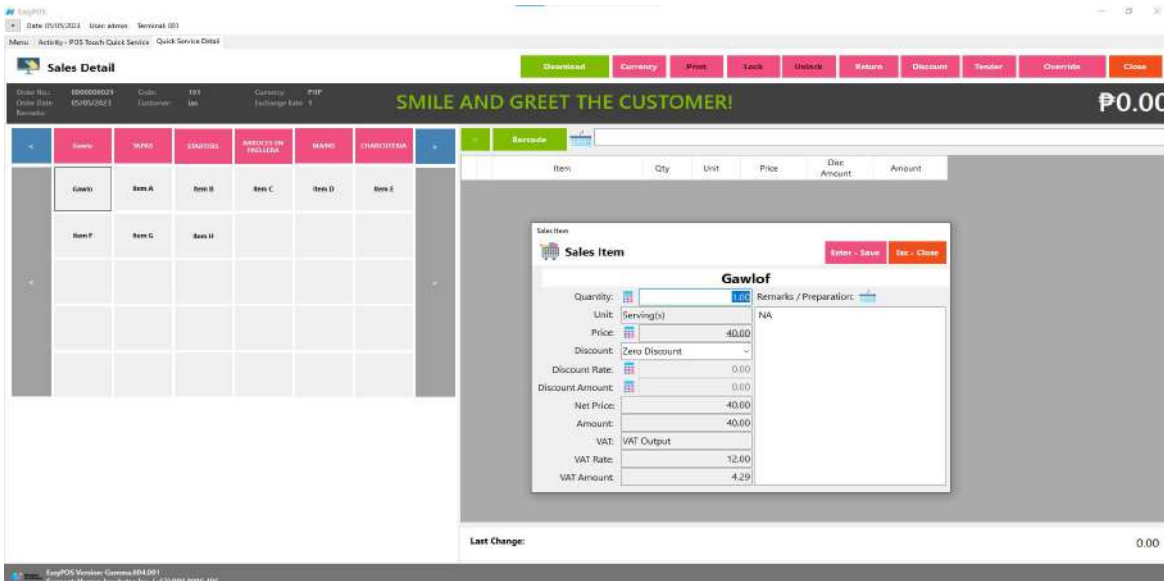 EasyPOS
Date: 05/05/2023 User: admin Terminal: 001
Menu Activity - POS Touch Quick Service Quick Service Detail
Sales Detail Download Currency Print Lock Unlock Return Discount Tender Override Close
Order No.: 0000000029 Code: 101 Currency: PHP
Order Date: 05/05/2023 Customer: Ian Exchange Rate: 1
Remarks:
SMILE AND GREET THE CUSTOMER! ₱0.00
< Gawlo TAPAS STARTERS ARROCES EN PAELLERA MAINS CHARCUTERIA >
Barcode
Item Qty Unit Price Disc Amount Amount
Gawlo Item A Item B Item C Item D Item E
Item F Item G Item H
< >
Sales Item
Sales Item Enter - Save Esc - Close
Gawlof
Quantity: 1.00 Remarks / Preparation:
Unit: Serving(s) NA
Price: 40.00
Discount: Zero Discount
Discount Rate: 0.00
Discount Amount: 0.00
Net Price: 40.00
Amount: 40.00
VAT: VAT Output
VAT Rate: 12.00
VAT Amount: 4.29
Last Change: 0.00
EasyPOS Version: Gamma.004.001